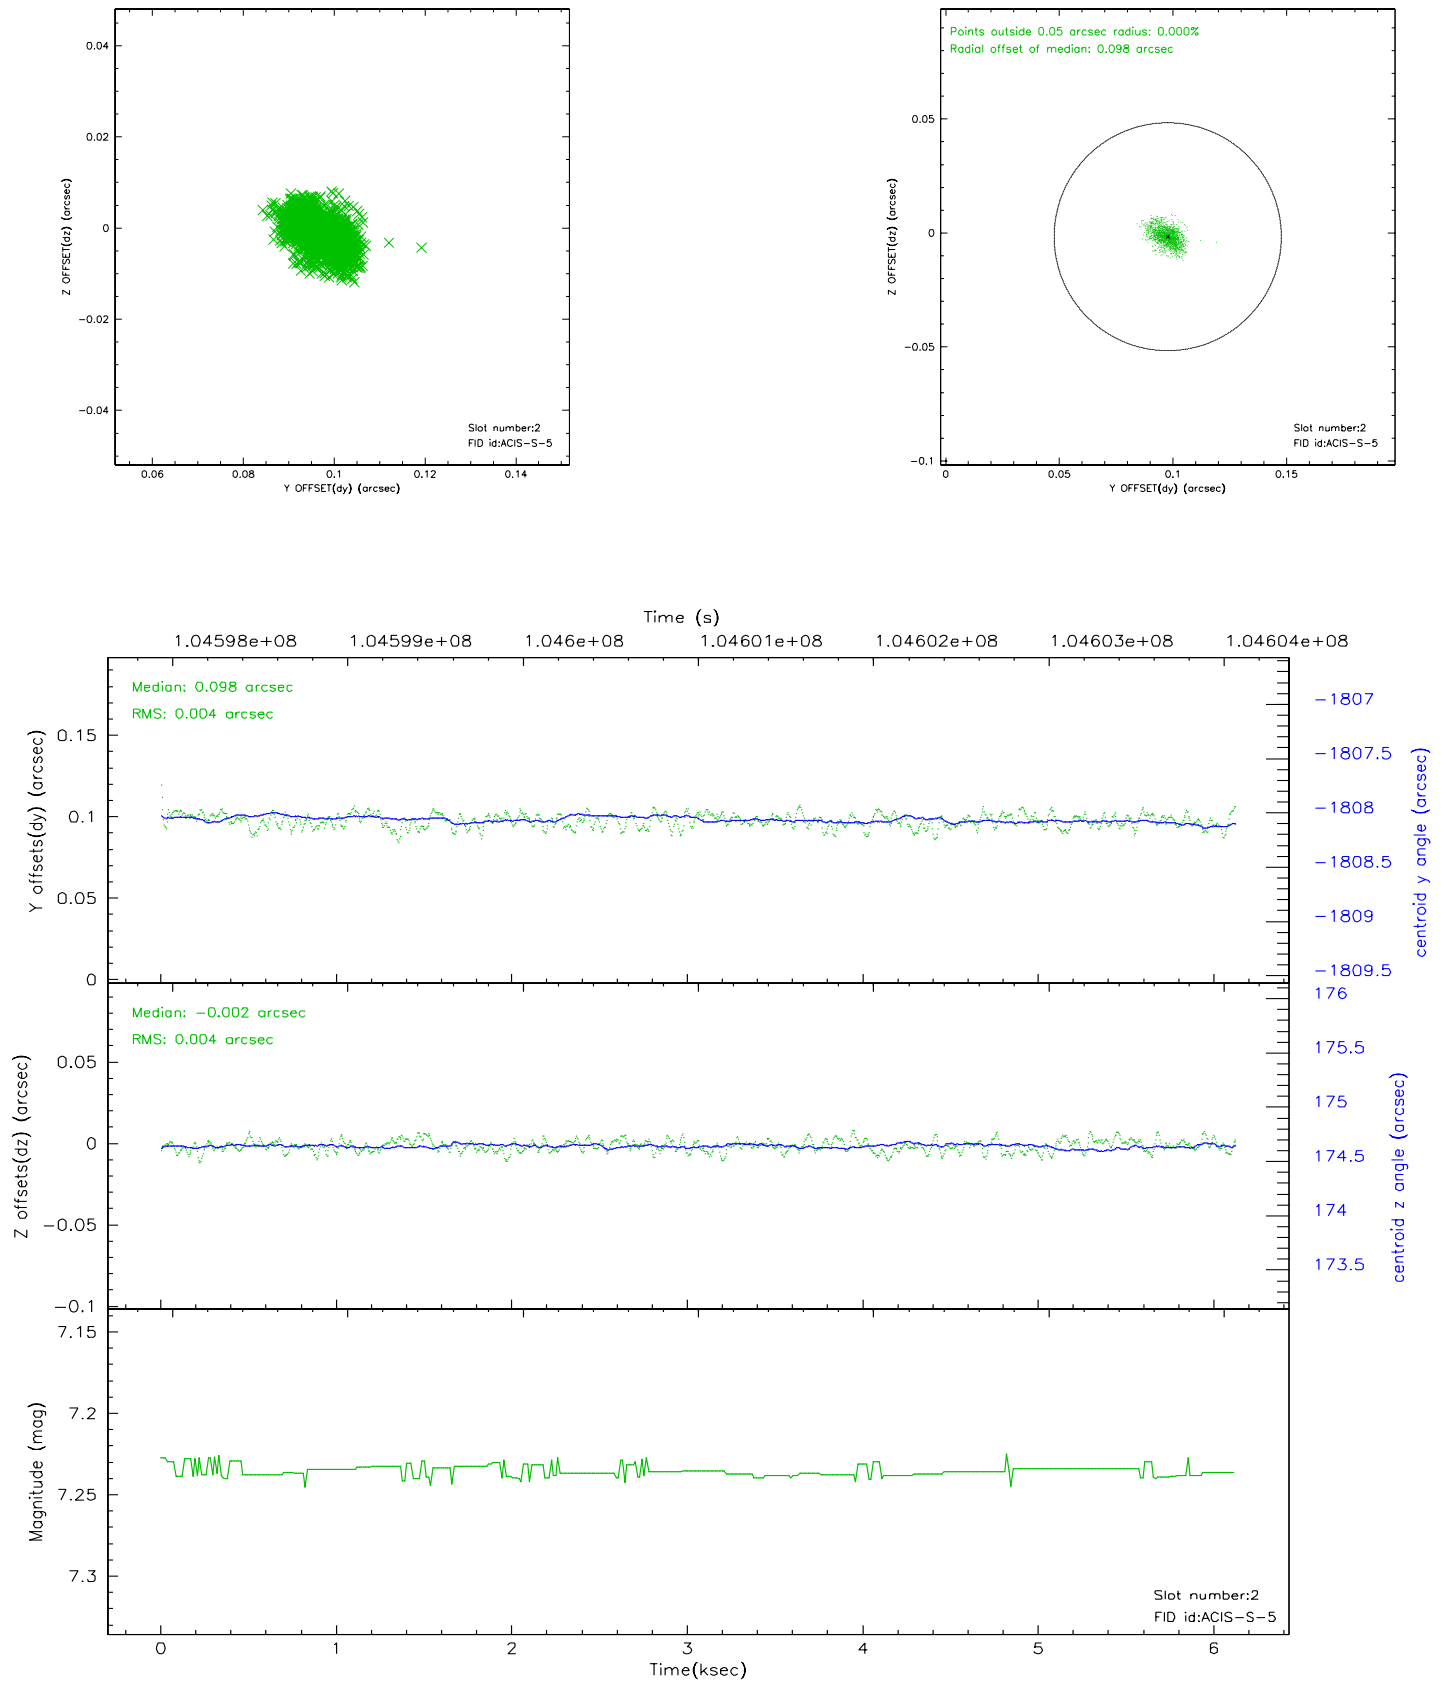 0.04
0.02
0
-0.02
-0.04
Z OFFSET(dz) (arcsec)
Slot number:2
FID id:ACIS-S-5
0.06 0.08 0.1 0.12 0.14
Y OFFSET(dy) (arcsec)
Points outside 0.05 arcsec radius: 0.000%
Radial offset of median: 0.098 arcsec
0.05
0
-0.05
-0.1
Z OFFSET(dz) (arcsec)
Slot number:2
FID id:ACIS-S-5
0 0.05 0.1 0.15
Y OFFSET(dy) (arcsec)
Time (s)
1.04598e+08 1.04599e+08 1.046e+08 1.04601e+08 1.04602e+08 1.04603e+08 1.04604e+08
Median: 0.098 arcsec
RMS: 0.004 arcsec
0.15
0.1
0.05
0
Y offsets(dy) (arcsec)
-1807
-1807.5
-1808
-1808.5
-1809
-1809.5
centroid y angle (arcsec)
Median: -0.002 arcsec
RMS: 0.004 arcsec
0.05
0
-0.05
-0.1
Z offsets(dz) (arcsec)
176
175.5
175
174.5
174
173.5
centroid z angle (arcsec)
7.15
7.2
7.25
7.3
Magnitude (mag)
Slot number:2
FID id:ACIS-S-5
0 1 2 3 4 5 6
Time(ksec)